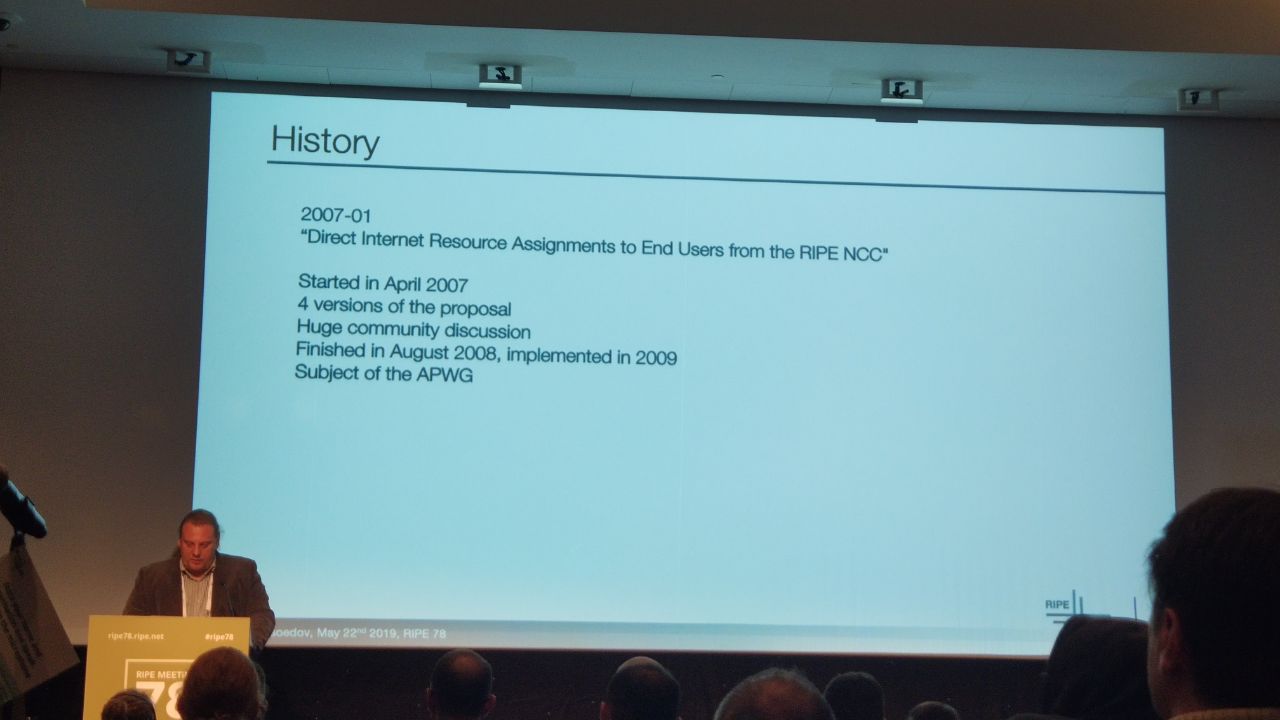 History
2007-01
“Direct Internet Resource Assignments to End Users from the RIPE NCC"
Started in April 2007
4 versions of the proposal
Huge community discussion
Finished in August 2008, implemented in 2009
Subject of the APWG
RIPE
May 22nd 2019, RIPE 78
ripe78.ripe.net #ripe78
RIPE
78